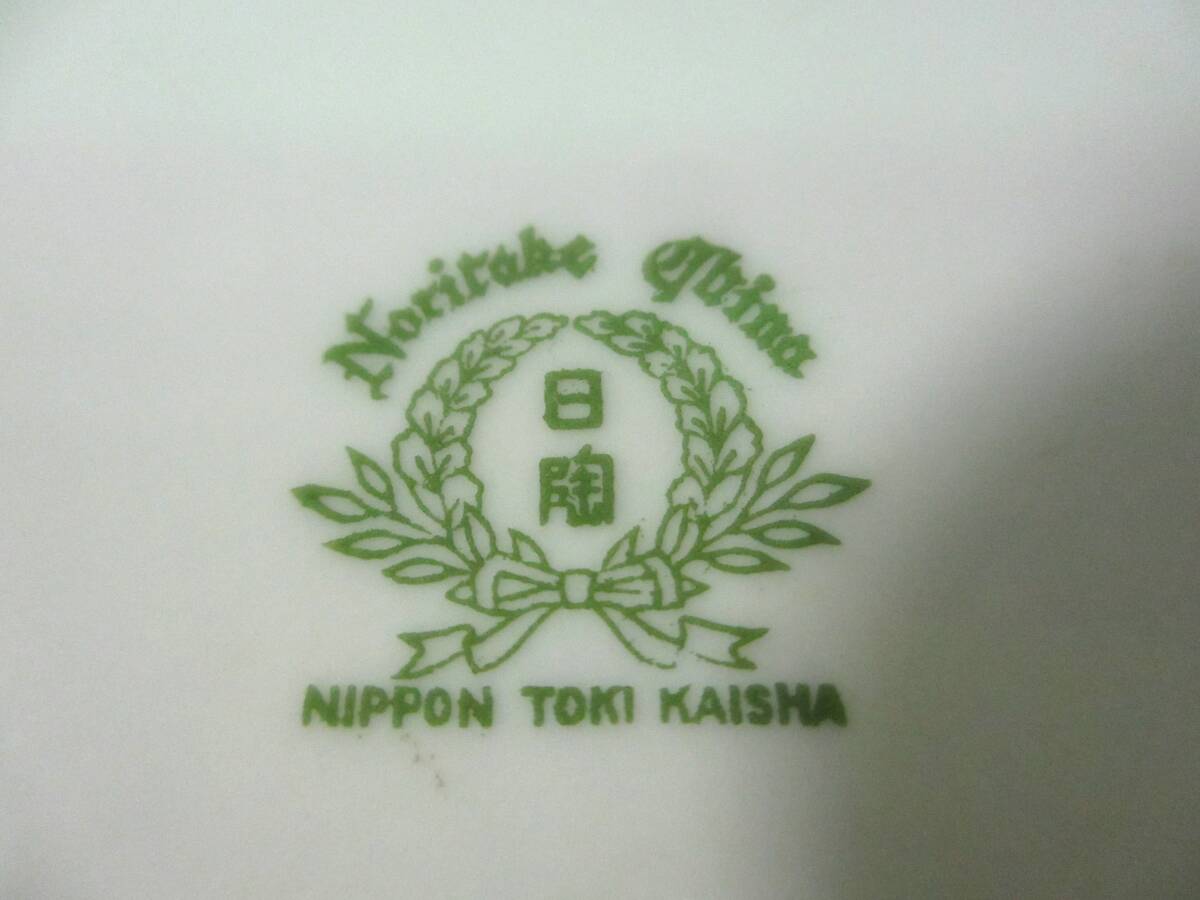 Noritake China
日
陶
NIPPON TOKI KAISHA